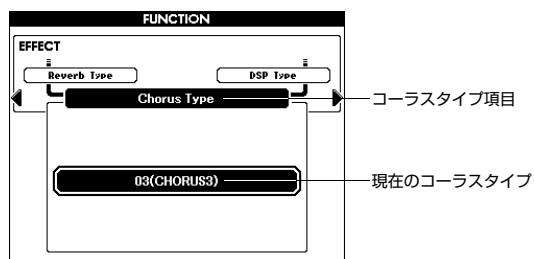 FUNCTION
EFFECT
Reverb Type
DSP Type
Chorus Type
コーラスタイプ項目
03(CHORUS3)
現在のコーラスタイプ